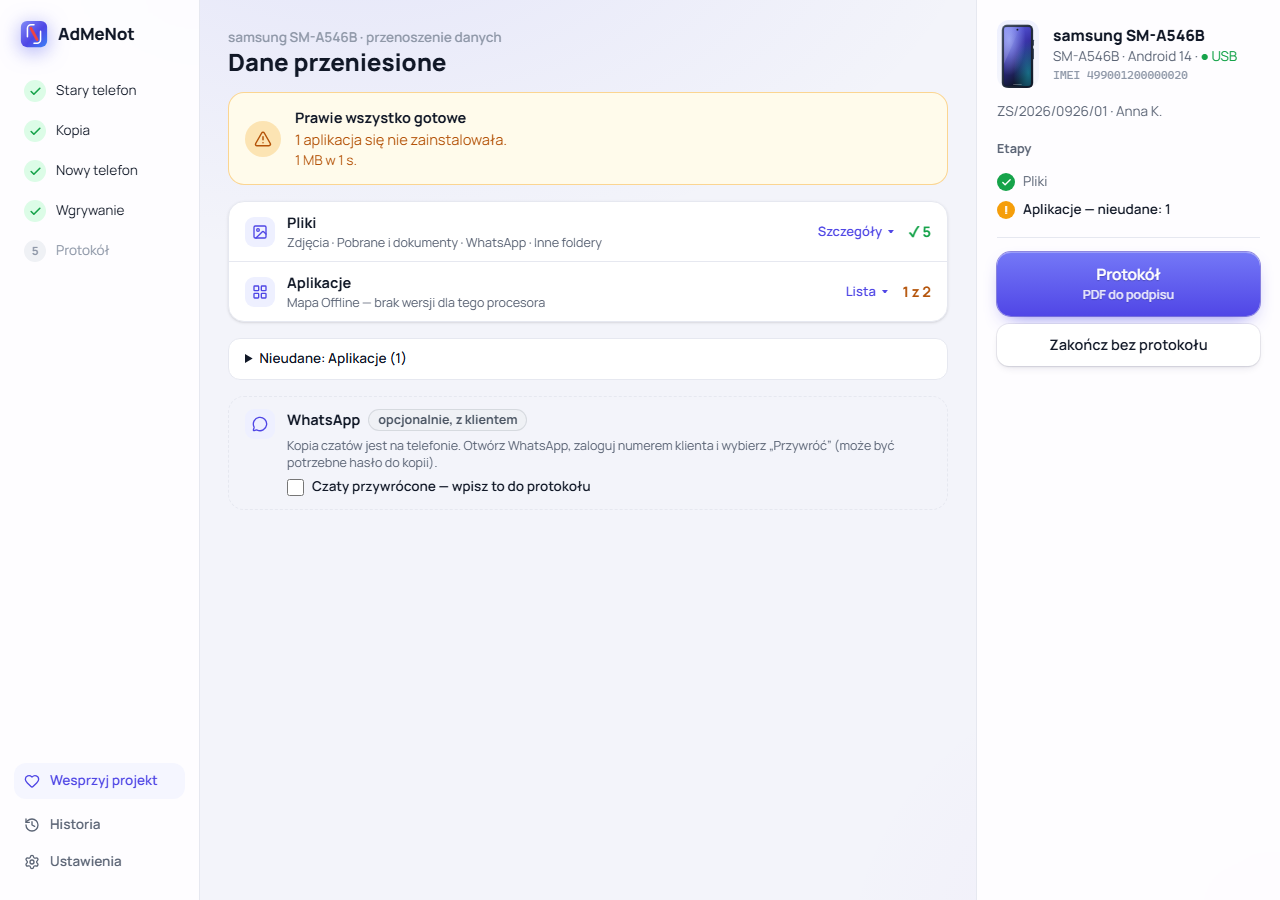 AdMeNot
Stary telefon
Kopia
Nowy telefon
Wgrywanie
5 Protokół
Wesprzyj projekt
Historia
Ustawienia
samsung SM-A546B · przenoszenie danych
Dane przeniesione
Prawie wszystko gotowe
1 aplikacja się nie zainstalowała.
1 MB w 1 s.
Pliki
Zdjęcia · Pobrane i dokumenty · WhatsApp · Inne foldery
Szczegóły ▾ ✓ 5
Aplikacje
Mapa Offline — brak wersji dla tego procesora
Lista ▾ 1 z 2
▶ Nieudane: Aplikacje (1)
WhatsApp opcjonalnie, z klientem
Kopia czatów jest na telefonie. Otwórz WhatsApp, zaloguj numerem klienta i wybierz „Przywróć” (może być
potrzebne hasło do kopii).
Czaty przywrócone — wpisz to do protokołu
samsung SM-A546B
SM-A546B · Android 14 · ● USB
IMEI 499001200000020
ZS/2026/0926/01 · Anna K.
Etapy
Pliki
Aplikacje — nieudane: 1
Protokół
PDF do podpisu
Zakończ bez protokołu